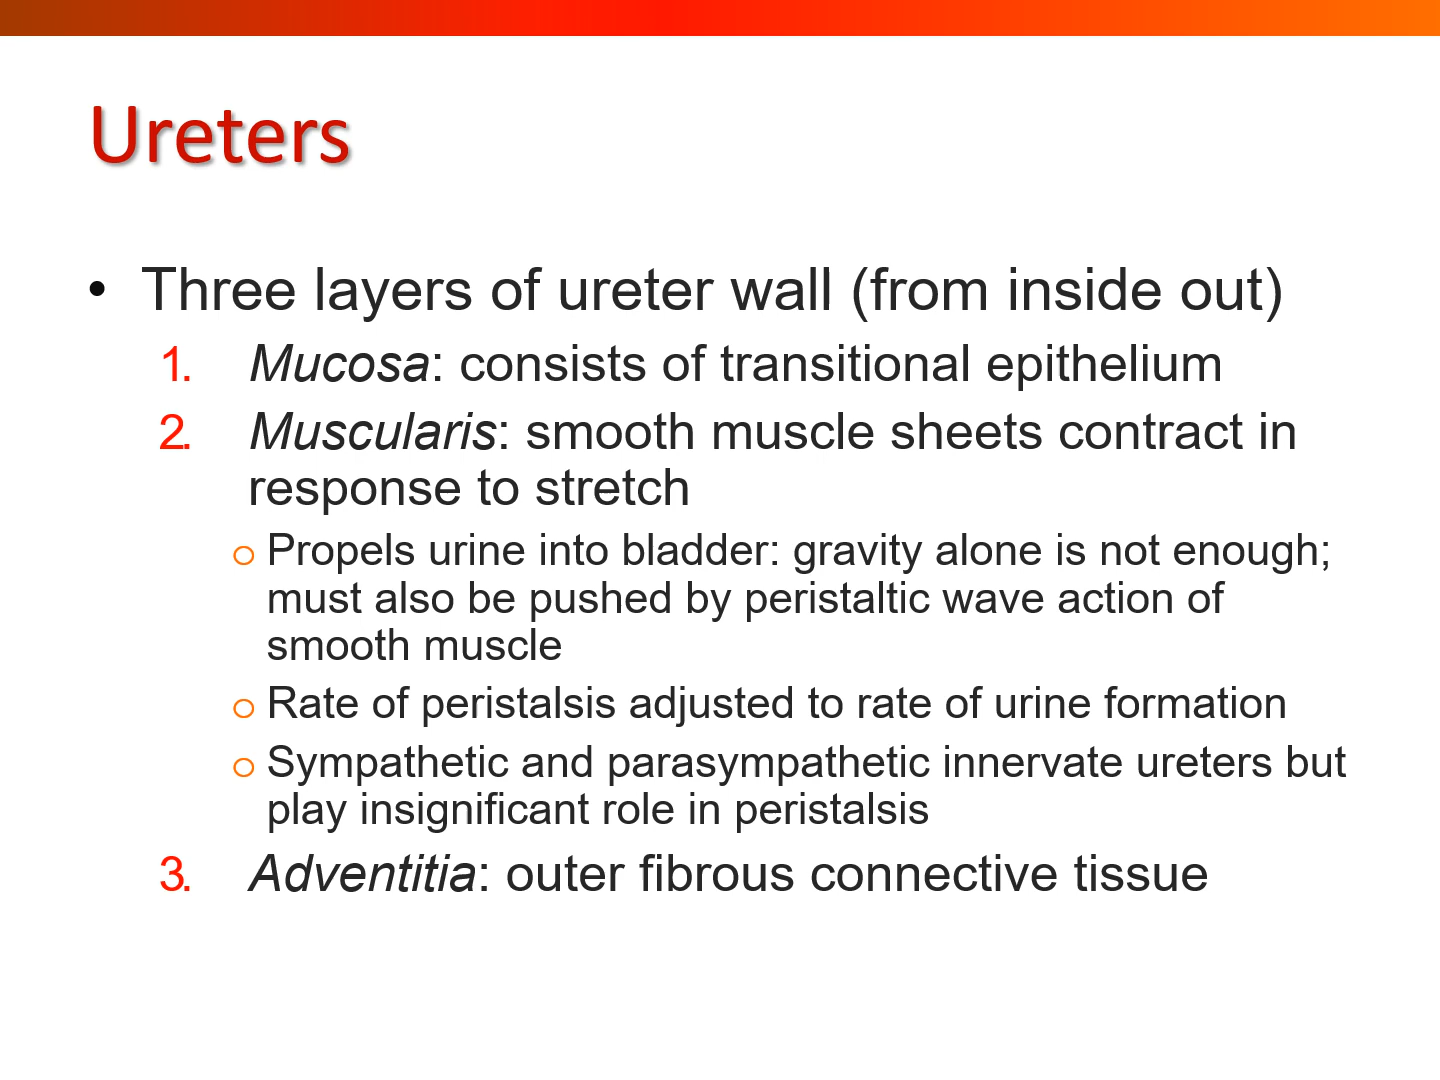 Ureters
• Three layers of ureter wall (from inside out)
1. Mucosa: consists of transitional epithelium
2. Muscularis: smooth muscle sheets contract in
response to stretch
o Propels urine into bladder: gravity alone is not enough;
must also be pushed by peristaltic wave action of
smooth muscle
o Rate of peristalsis adjusted to rate of urine formation
o Sympathetic and parasympathetic innervate ureters but
play insignificant role in peristalsis
3. Adventitia: outer fibrous connective tissue